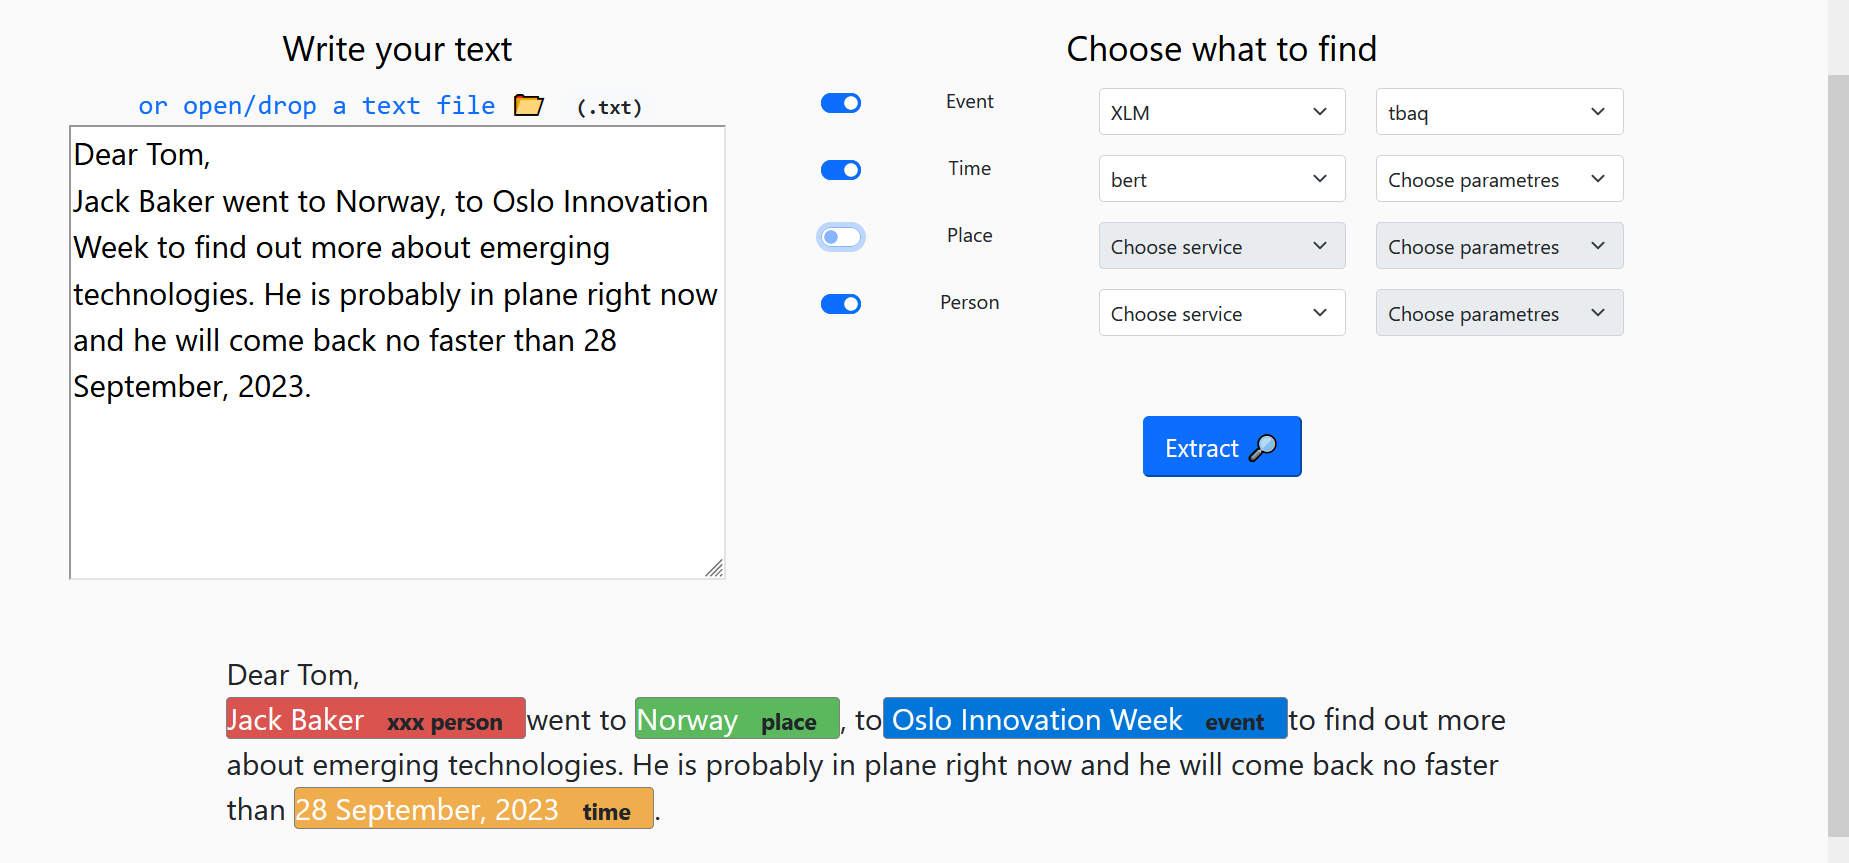 Write your text
or open/drop a text file (.txt)
Dear Tom,
Jack Baker went to Norway, to Oslo Innovation
Week to find out more about emerging
technologies. He is probably in plane right now
and he will come back no faster than 28
September, 2023.
Choose what to find
Event XLM tbaq
Time bert Choose parametres
Place Choose service Choose parametres
Person Choose service Choose parametres
Extract
Dear Tom,
Jack Baker xxx person went to Norway place , to Oslo Innovation Week event to find out more
about emerging technologies. He is probably in plane right now and he will come back no faster
than 28 September, 2023 time .